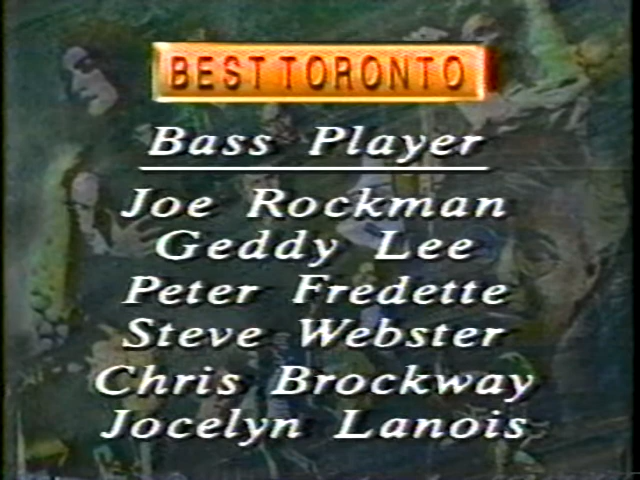 BEST TORONTO
Bass Player
Joe Rockman
Geddy Lee
Peter Fredette
Steve Webster
Chris Brockway
Jocelyn Lanois